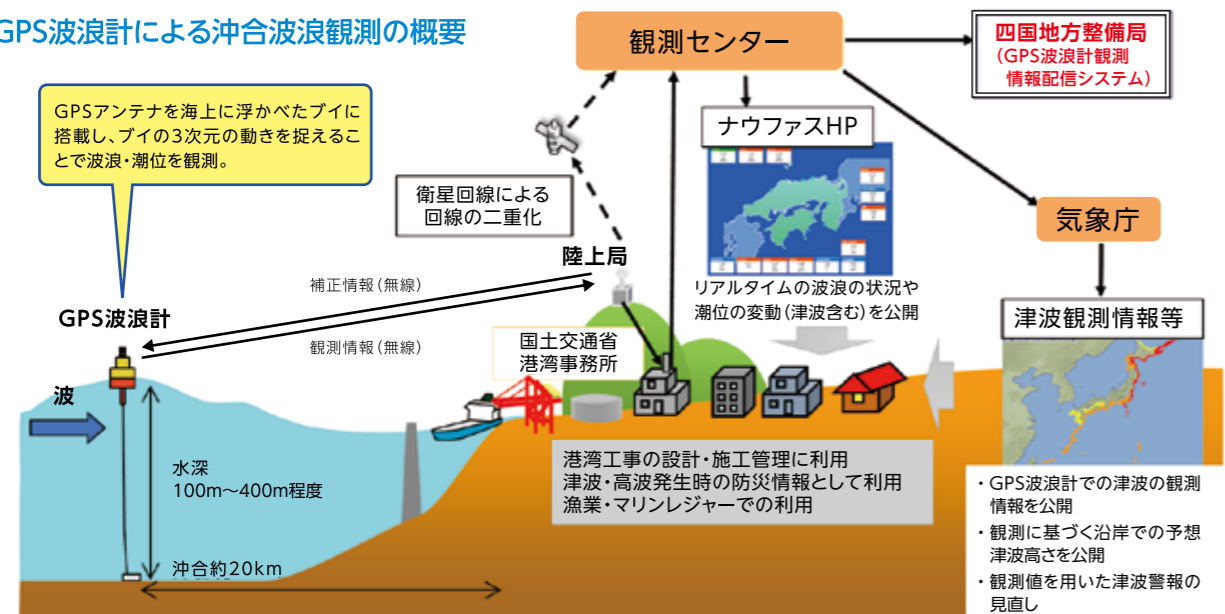 GPS波浪計による沖合波浪観測の概要
観測センター
四国地方整備局
(GPS波浪計観測
情報配信システム)
GPSアンテナを海上に浮かべたブイに
搭載し、ブイの3次元の動きを捉えるこ
とで波浪・潮位を観測。
ナウファスHP
衛星回線による
回線の二重化
気象庁
陸上局
リアルタイムの波浪の状況や
潮位の変動(津波含む)を公開
補正情報(無線)
観測情報(無線)
GPS波浪計
津波観測情報等
国土交通省
港湾事務所
波
水深
100m〜400m程度
沖合約20km
港湾工事の設計・施工管理に利用
津波・高波発生時の防災情報として利用
漁業・マリンレジャーでの利用
・GPS波浪計での津波の観測
情報を公開
・観測に基づく沿岸での予想
津波高さを公開
・観測値を用いた津波警報の
見直し